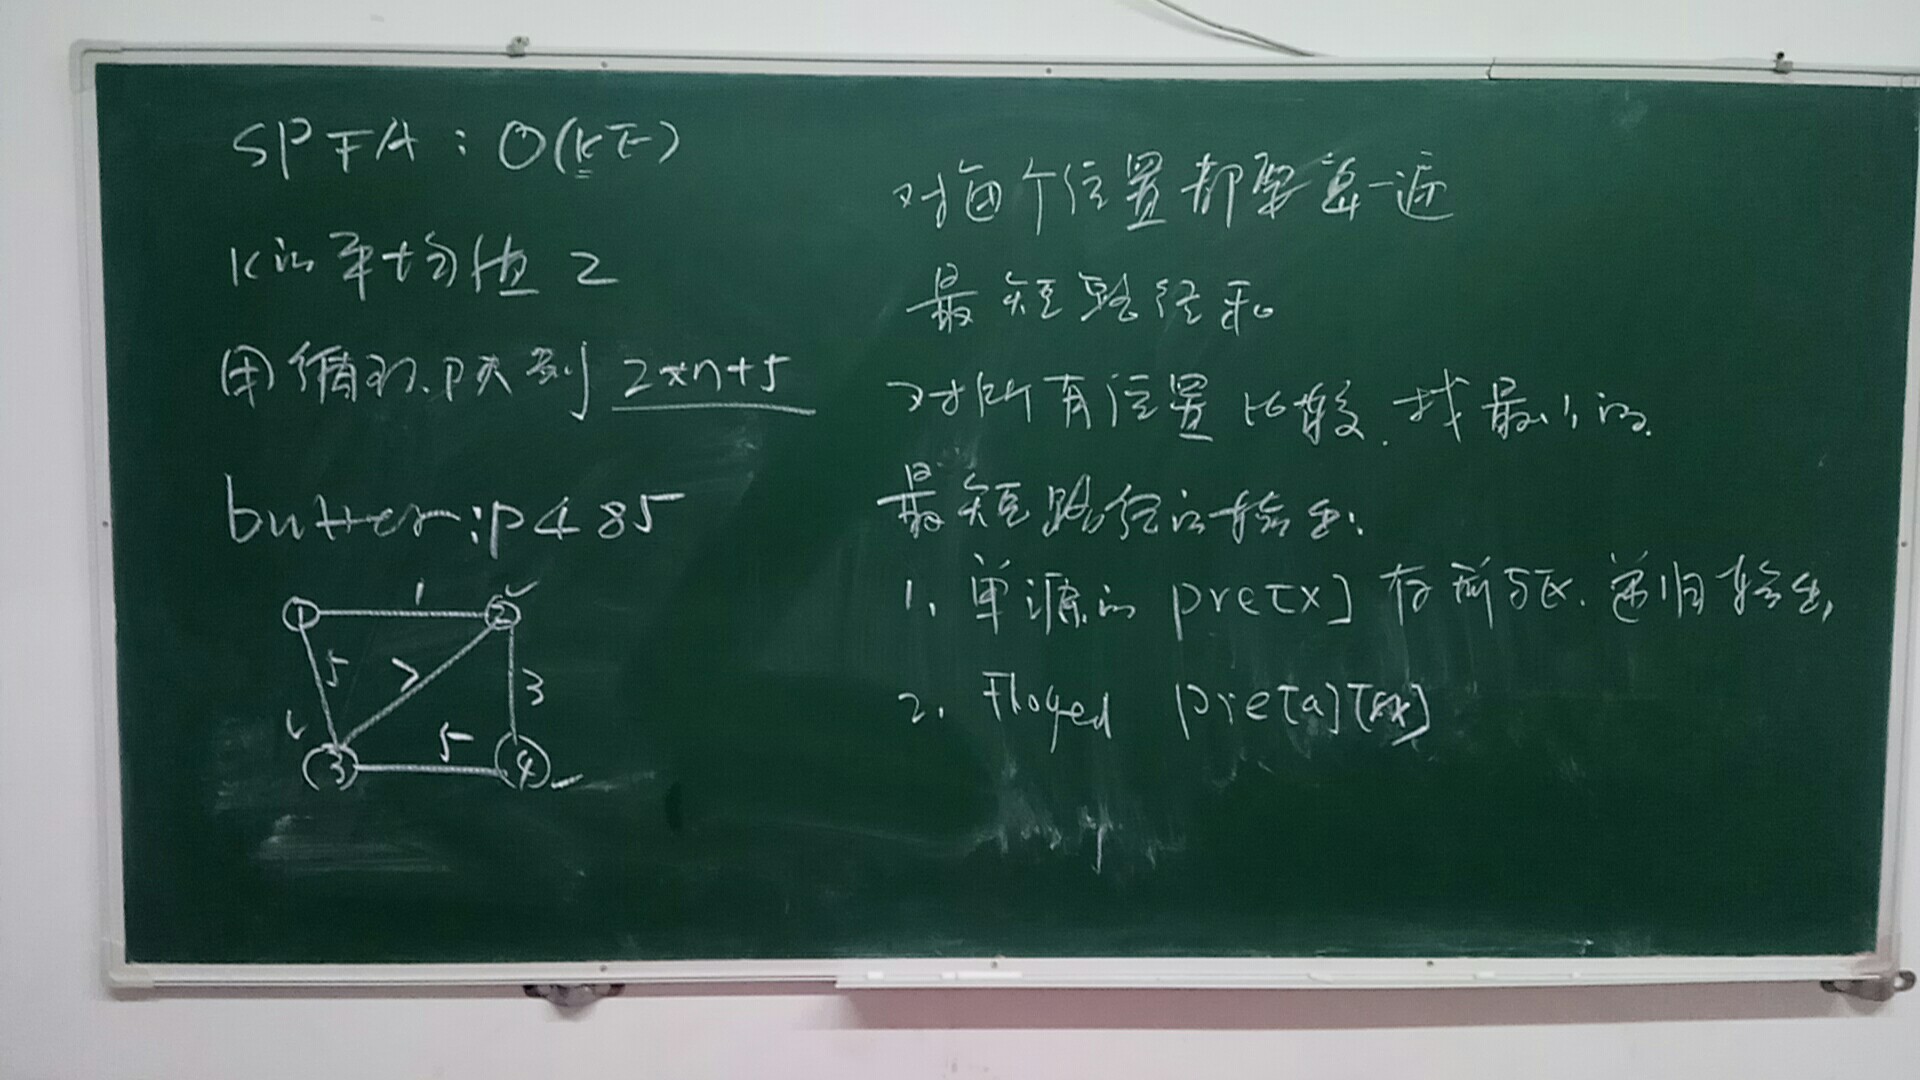 SPFA：O(kE)
K的平均值 2
用循环队列 2*n+5
butter:P485
① 1 ②
5 7 3
③ 5 ④
对每个位置都要算一遍
最短路径和
对所有位置比较.找最小的.
最短路径的输出:
1. 单源的 pre[x] 存前驱.递归输出,
2. Floyed pre[a][x]